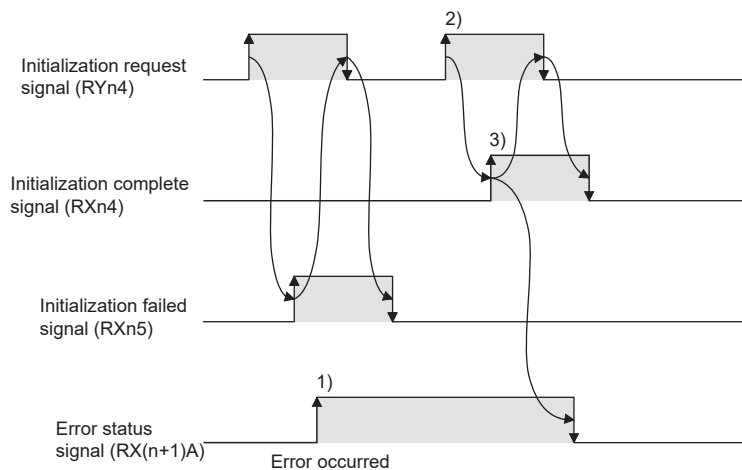 2)
Initialization request
signal (RYn4)
3)
Initialization complete
signal (RXn4)
Initialization failed
signal (RXn5)
1)
Error status
signal (RX(n+1)A)
Error occurred